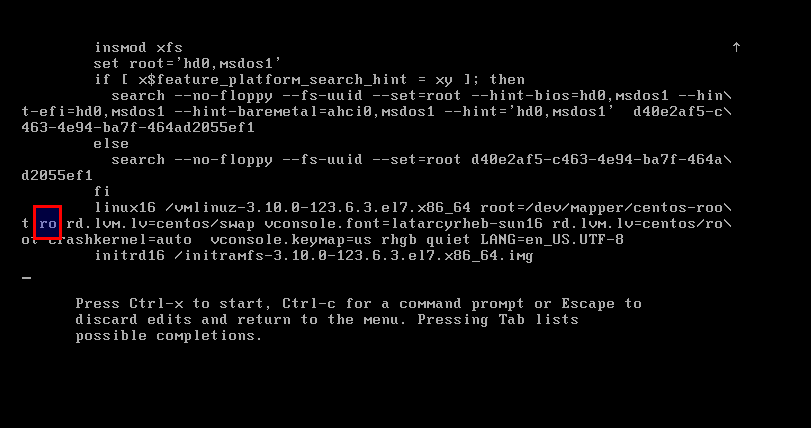 insmod xfs
↑
set root='hd0,msdos1'
if [ x$feature_platform_search_hint = xy ]; then
search --no-floppy --fs-uuid --set=root --hint-bios=hd0,msdos1 --hin\
t-efi=hd0,msdos1 --hint-baremetal=ahci0,msdos1 --hint='hd0,msdos1'  d40e2af5-c\
463-4e94-ba7f-464ad2055ef1
else
search --no-floppy --fs-uuid --set=root d40e2af5-c463-4e94-ba7f-464a\
d2055ef1
fi
linux16 /vmlinuz-3.10.0-123.6.3.el7.x86_64 root=/dev/mapper/centos-roo\
t ro rd.lvm.lv=centos/swap vconsole.font=latarcyrheb-sun16 rd.lvm.lv=centos/ro\
ot crashkernel=auto  vconsole.keymap=us rhgb quiet LANG=en_US.UTF-8
initrd16 /initramfs-3.10.0-123.6.3.el7.x86_64.img
Press Ctrl-x to start, Ctrl-c for a command prompt or Escape to
discard edits and return to the menu. Pressing Tab lists
possible completions.